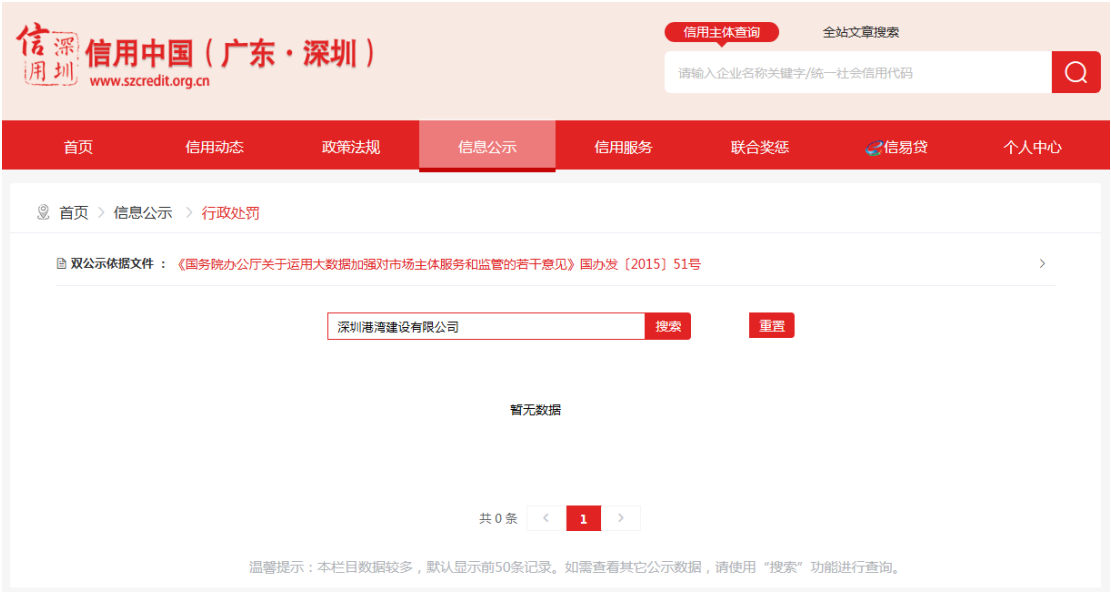 信用深圳
信用中国（广东·深圳）
www.szcredit.org.cn
信用主体查询 全站文章搜索
请输入企业名称关键字/统一社会信用代码
首页 信用动态 政策法规 信息公示 信用服务 联合奖惩 信易贷 个人中心
首页 > 信息公示 > 行政处罚
双公示依据文件 ： 《国务院办公厅关于运用大数据加强对市场主体服务和监管的若干意见》国办发〔2015〕51号 >
深圳港湾建设有限公司 搜索 重置
暂无数据
共 0 条 < 1 >
温馨提示：本栏目数据较多，默认显示前50条记录。如需查看其它公示数据，请使用“搜索”功能进行查询。